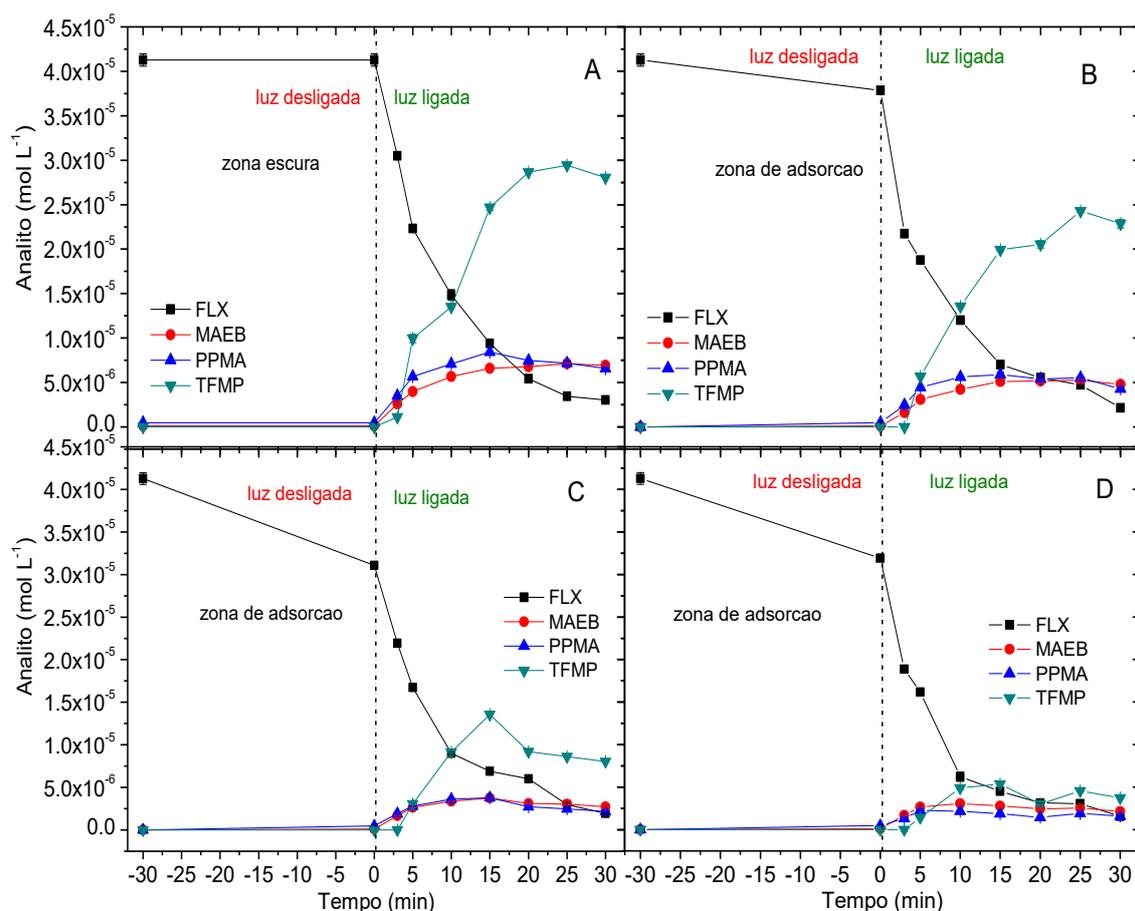 4.5x10⁻⁵
4.0x10⁻⁵
3.5x10⁻⁵
3.0x10⁻⁵
2.5x10⁻⁵
2.0x10⁻⁵
1.5x10⁻⁵
1.0x10⁻⁵
5.0x10⁻⁶
0.0
Analito (mol L⁻¹)
luz desligada
luz ligada
A
zona escura
FLX
MAEB
PPMA
TFMP
luz desligada
luz ligada
B
zona de adsorcao
FLX
MAEB
PPMA
TFMP
4.5x10⁻⁵
4.0x10⁻⁵
3.5x10⁻⁵
3.0x10⁻⁵
2.5x10⁻⁵
2.0x10⁻⁵
1.5x10⁻⁵
1.0x10⁻⁵
5.0x10⁻⁶
0.0
Analito (mol L⁻¹)
luz desligada
luz ligada
C
zona de adsorcao
FLX
MAEB
PPMA
TFMP
-30 -25 -20 -15 -10 -5 0 5 10 15 20 25 30
Tempo (min)
luz desligada
luz ligada
D
zona de adsorcao
FLX
MAEB
PPMA
TFMP
-30 -25 -20 -15 -10 -5 0 5 10 15 20 25 30
Tempo (min)